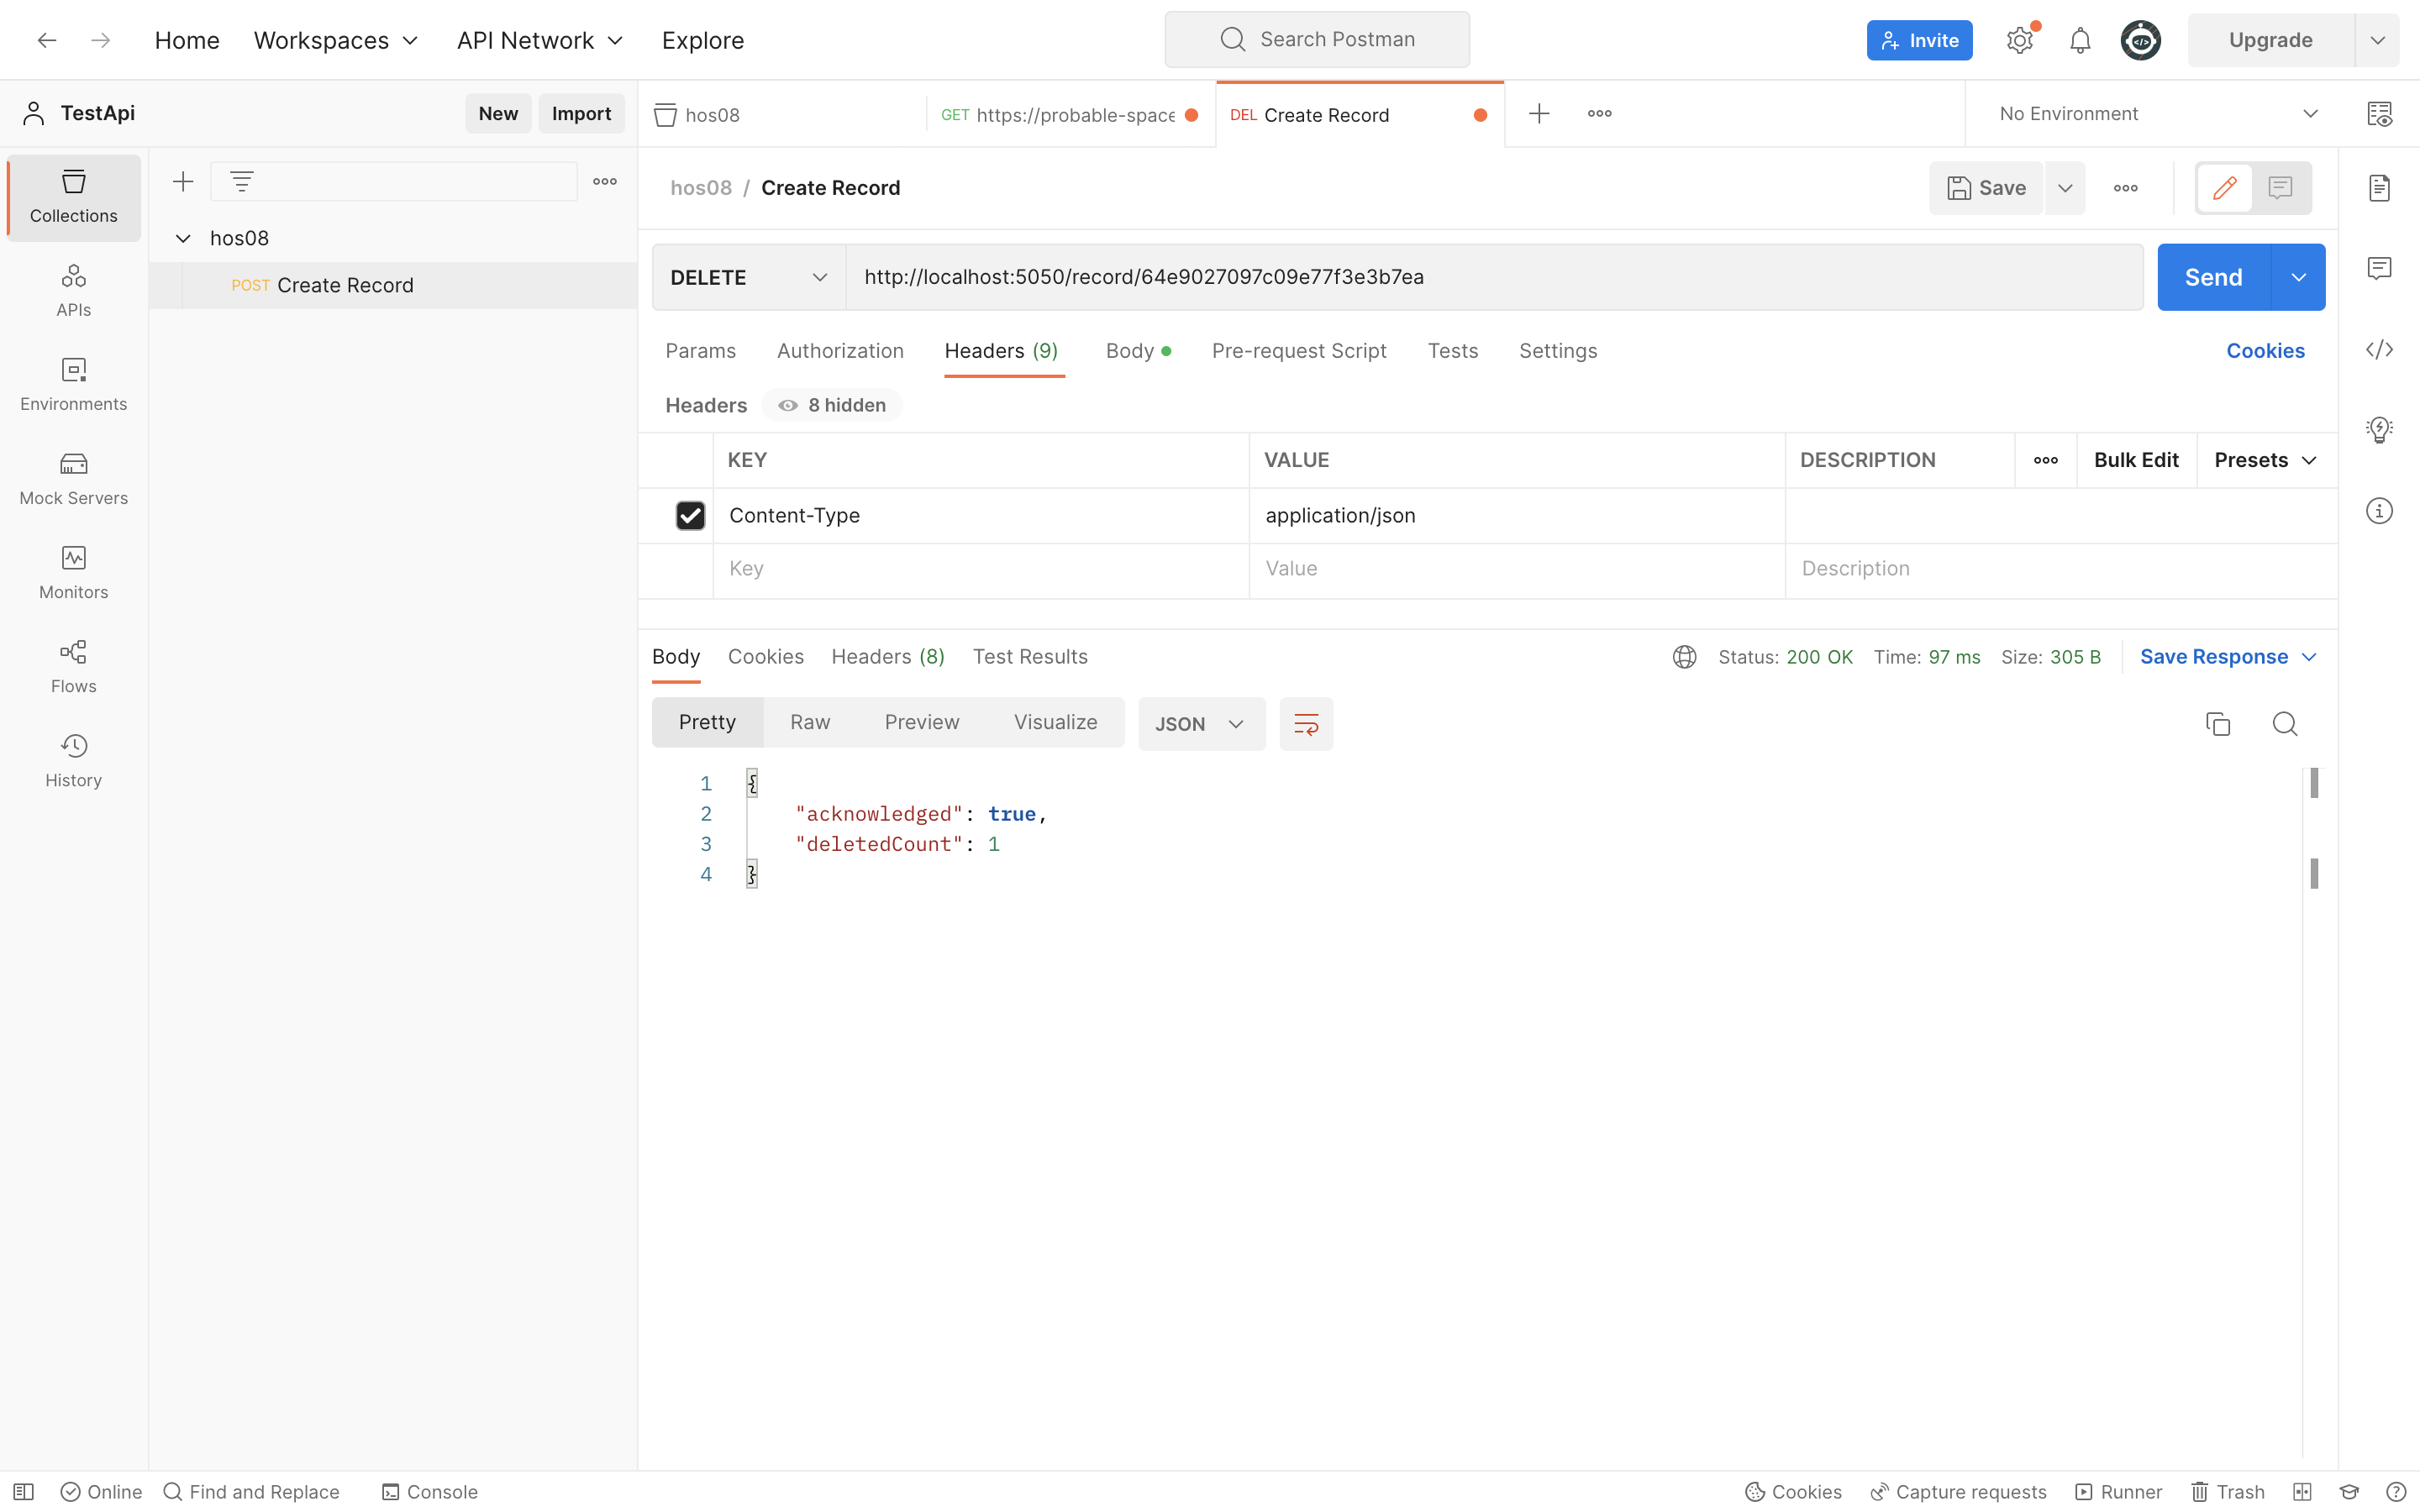 Home Workspaces API Network Explore Search Postman Invite Upgrade
TestApi New Import hos08 GET https://probable-space DEL Create Record No Environment
Collections
APIs
Environments
Mock Servers
Monitors
Flows
History
hos08
POST Create Record
hos08 / Create Record Save
DELETE http://localhost:5050/record/64e9027097c09e77f3e3b7ea Send
Params Authorization Headers (9) Body Pre-request Script Tests Settings Cookies
Headers 8 hidden
KEY VALUE DESCRIPTION Bulk Edit Presets
Content-Type application/json
Key Value Description
Body Cookies Headers (8) Test Results Status: 200 OK Time: 97 ms Size: 305 B Save Response
Pretty Raw Preview Visualize JSON
1 {
2 "acknowledged": true,
3 "deletedCount": 1
4 }
Online Find and Replace Console Cookies Capture requests Runner Trash